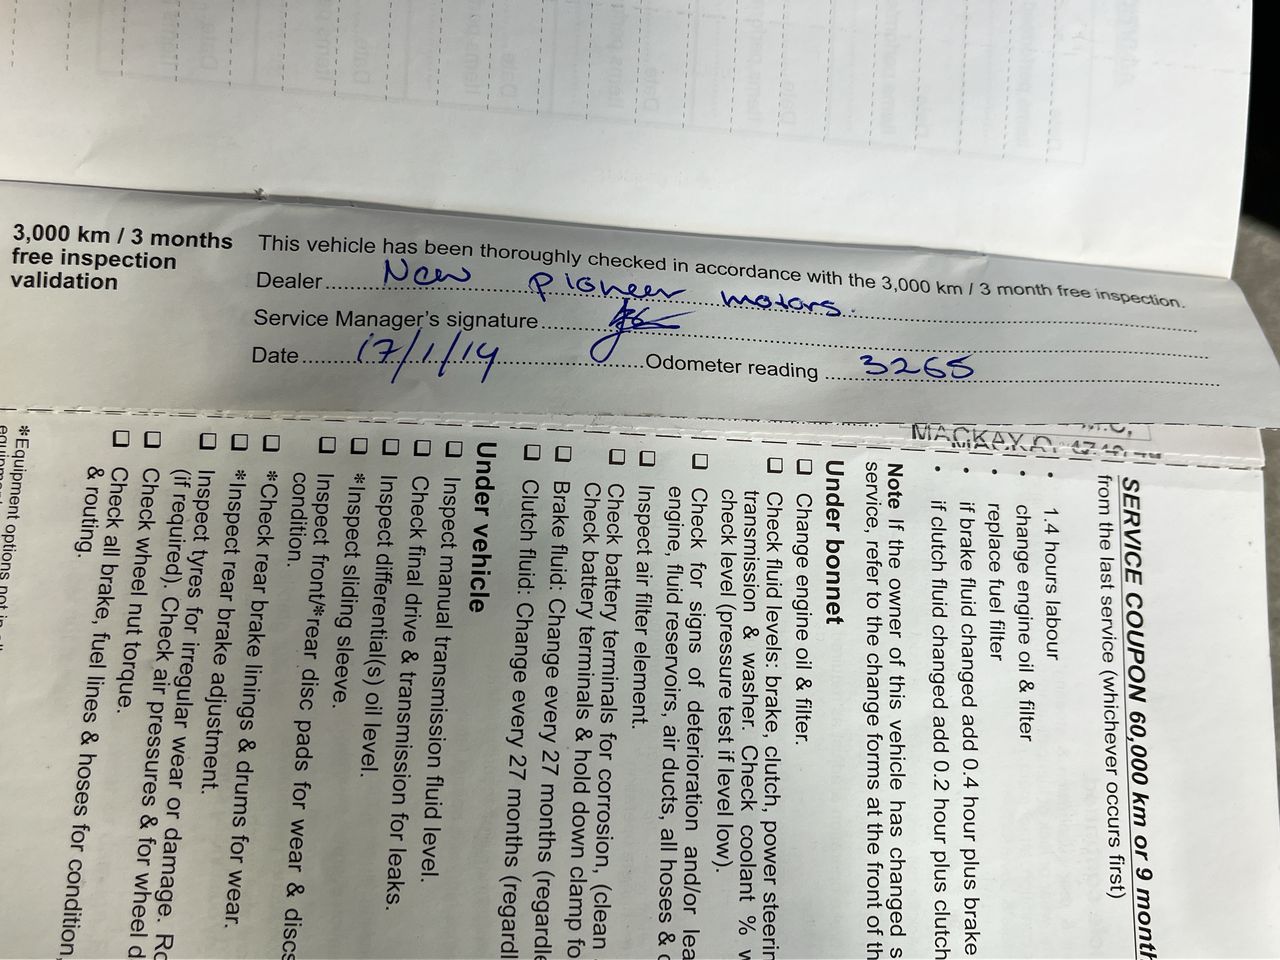 3,000 km / 3 months
free inspection
validation
This vehicle has been thoroughly checked in accordance with the 3,000 km / 3 month free inspection.
Dealer New Pioneer motors.
Service Manager's signature
Date 17/1/14 Odometer reading 3265
MACKAY.Q.
SERVICE COUPON 60,000 km or 9 month
from the last service (whichever occurs first)
• 1.4 hours labour
• change engine oil & filter
• replace fuel filter
• if brake fluid changed add 0.4 hour plus brake
• if clutch fluid changed add 0.2 hour plus clutch
Note If the owner of this vehicle has changed s
service, refer to the change forms at the front of th
Under bonnet
❑ Change engine oil & filter.
❑ Check fluid levels: brake, clutch, power steerin
transmission & washer. Check coolant % w
check level (pressure test if level low).
❑ Check for signs of deterioration and/or lea
engine, fluid reservoirs, air ducts, all hoses & c
❑ Inspect air filter element.
❑ Check battery terminals for corrosion, (clean
Check battery terminals & hold down clamp fo
❑ Brake fluid: Change every 27 months (regardle
❑ Clutch fluid: Change every 27 months (regardl
Under vehicle
❑ Inspect manual transmission fluid level.
❑ Check final drive & transmission for leaks.
❑ Inspect differential(s) oil level.
❑ *Inspect sliding sleeve.
❑ Inspect front/*rear disc pads for wear & discs
condition.
❑ *Check rear brake linings & drums for wear.
❑ *Inspect rear brake adjustment.
❑ Inspect tyres for irregular wear or damage. Ro
(if required). Check air pressures & for wheel d
❑ Check wheel nut torque.
❑ Check all brake, fuel lines & hoses for condition,
& routing.
*Equipment options not in all